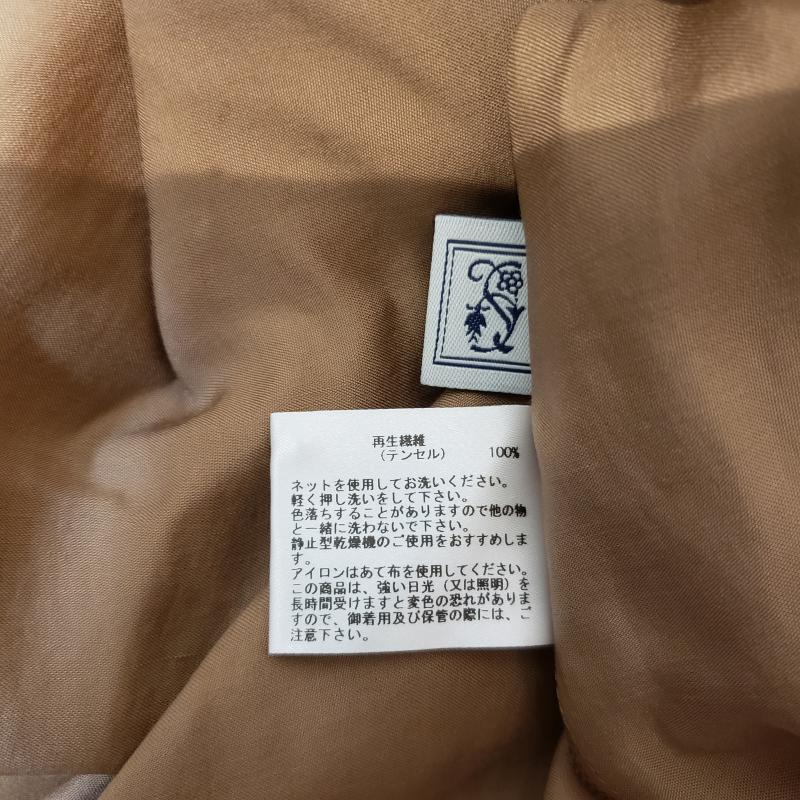 再生繊維
（テンセル） 100%
ネットを使用してお洗いください。
軽く押し洗いをして下さい。
色落ちすることがありますので他の物
と一緒に洗わないで下さい。
静止型乾燥機のご使用をおすすめしま
す。
アイロンはあて布を使用してください。
この商品は、強い日光（又は照明）を
長時間受けますと変色の恐れがありま
すので、御着用及び保管の際には、ご
注意下さい。